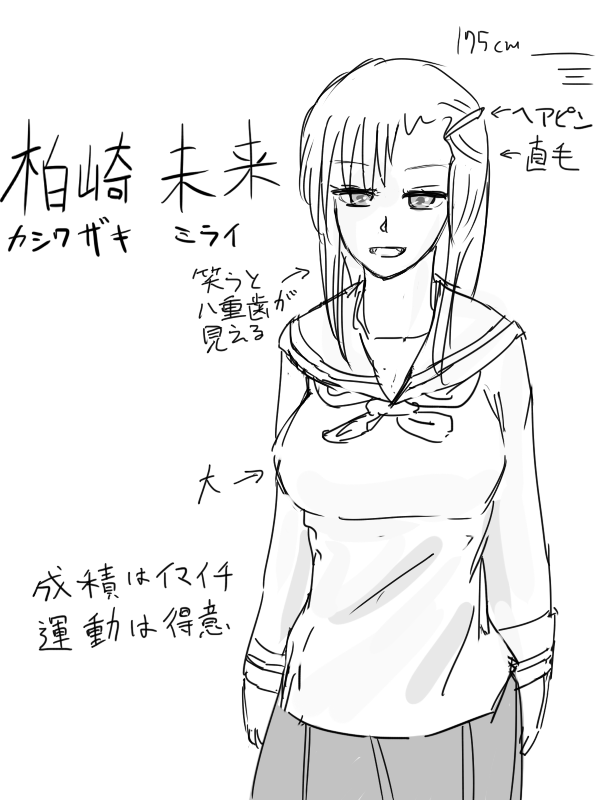 175cm
←ヘアピン
←直毛
柏崎 未来
カシワザキ ミライ
笑うと
八重歯が
見える
大→
成積はイマイチ
運動は得意